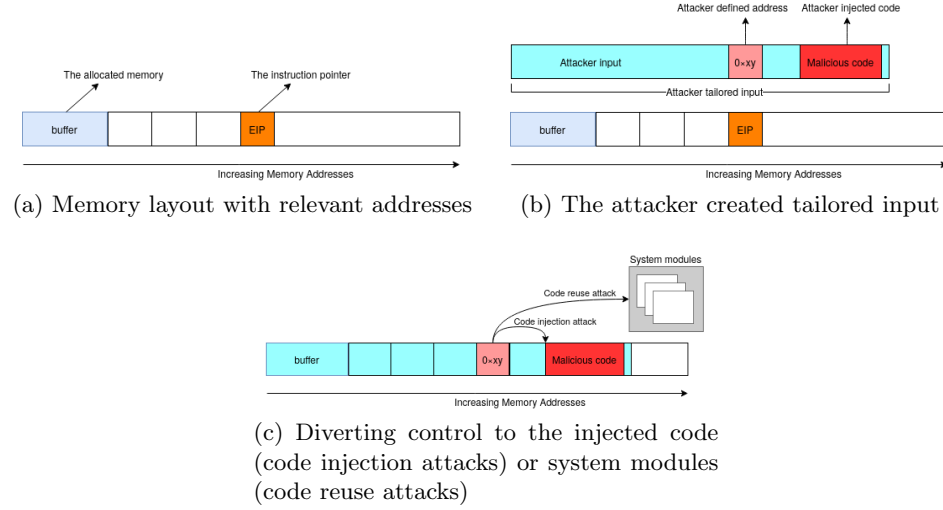 The allocated memory
The instruction pointer
buffer
EIP
Increasing Memory Addresses
(a) Memory layout with relevant addresses
Attacker defined address
Attacker injected code
Attacker input
0×xy
Malicious code
Attacker tailored input
buffer
EIP
Increasing Memory Addresses
(b) The attacker created tailored input
System modules
Code reuse attack
Code injection attack
buffer
0×xy
Malicious code
Increasing Memory Addresses
(c) Diverting control to the injected code
(code injection attacks) or system modules
(code reuse attacks)